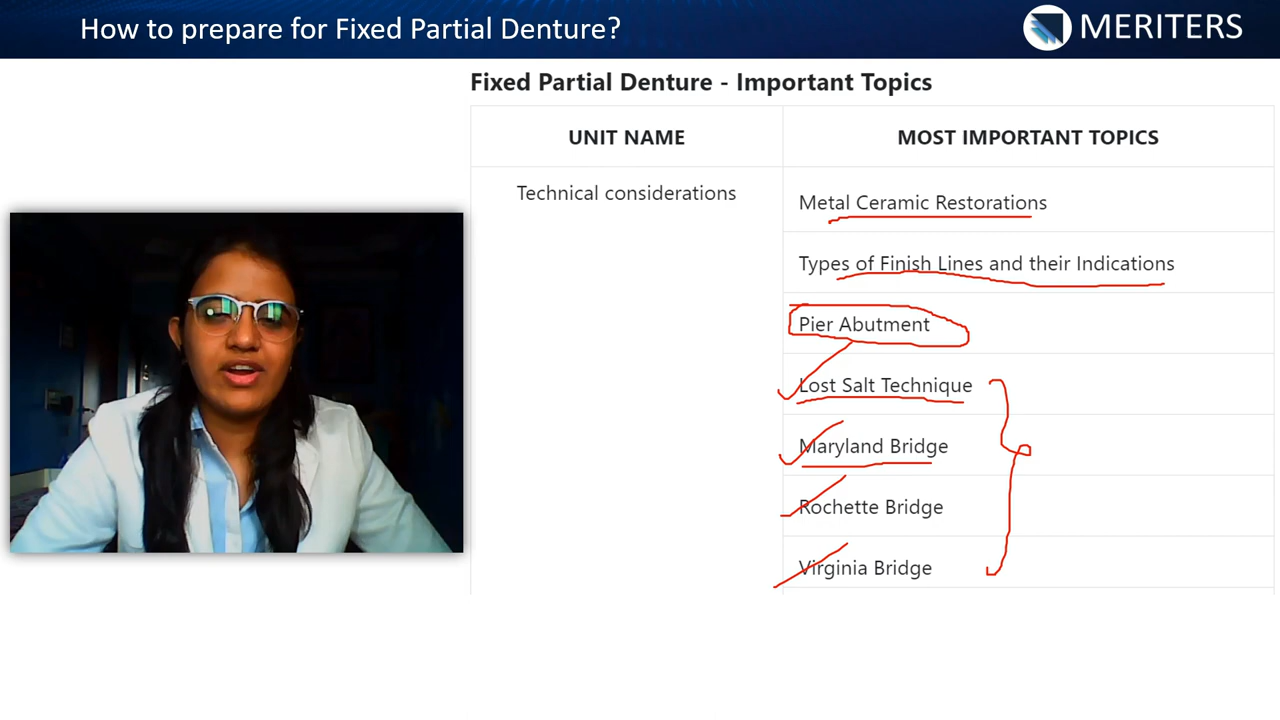 How to prepare for Fixed Partial Denture?
MERITERS
Fixed Partial Denture - Important Topics
UNIT NAME
MOST IMPORTANT TOPICS
Technical considerations
Metal Ceramic Restorations
Types of Finish Lines and their Indications
Pier Abutment
Lost Salt Technique
Maryland Bridge
Rochette Bridge
Virginia Bridge